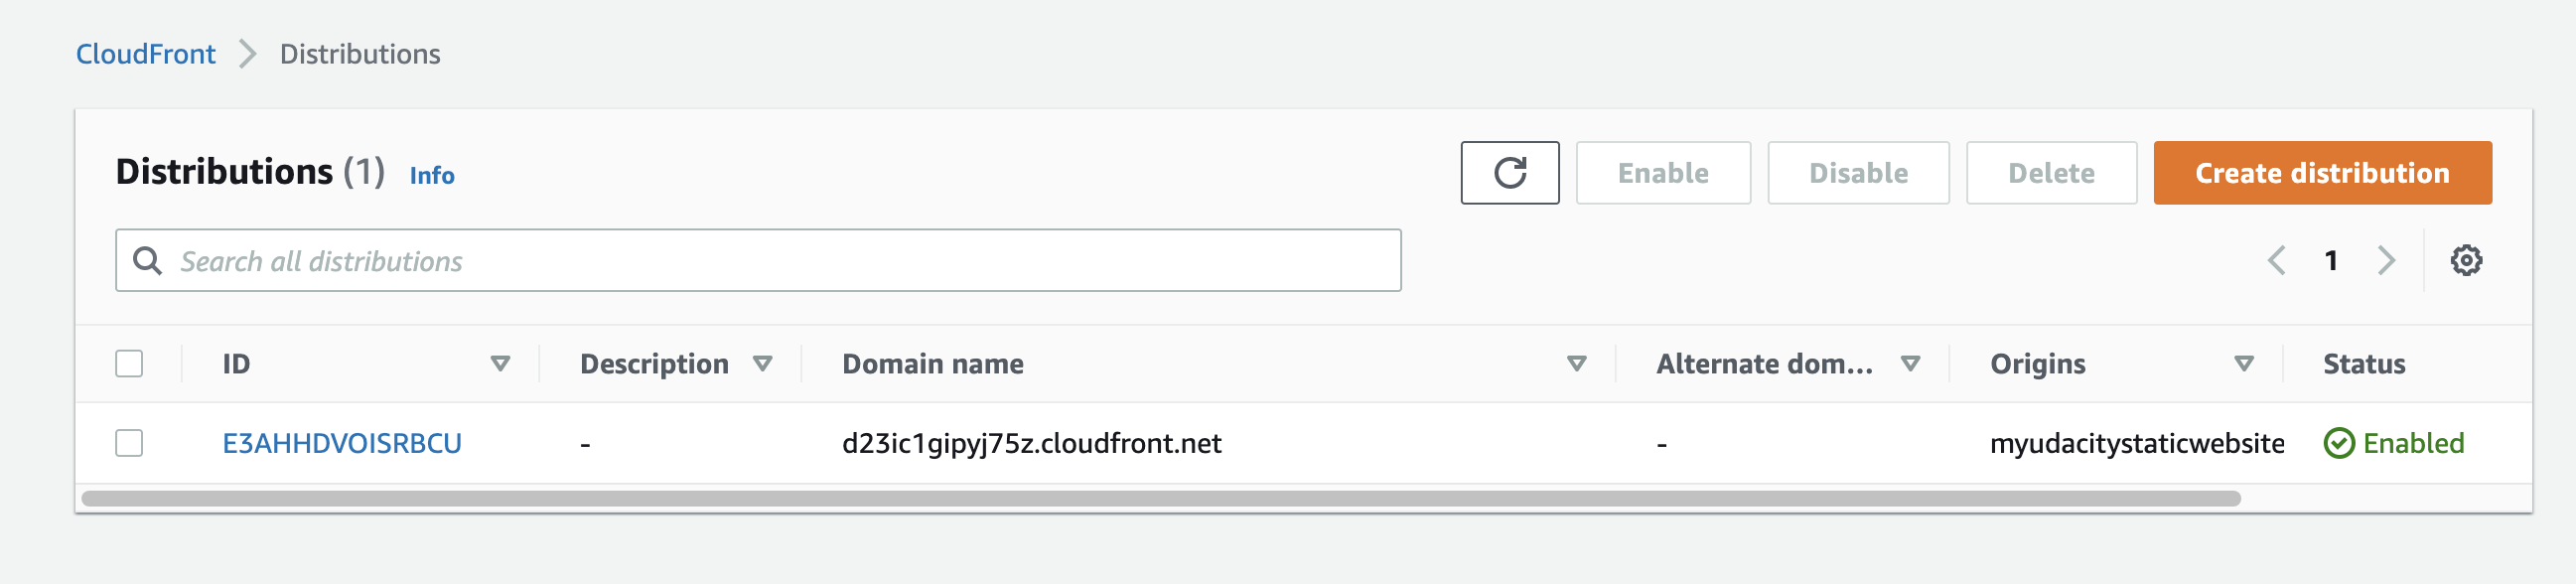 CloudFront > Distributions
Distributions (1) Info
Enable Disable Delete Create distribution
Search all distributions
1
ID Description Domain name Alternate dom... Origins Status
E3AHHDVOISRBCU - d23ic1gipyj75z.cloudfront.net - myudacitystaticwebsite Enabled